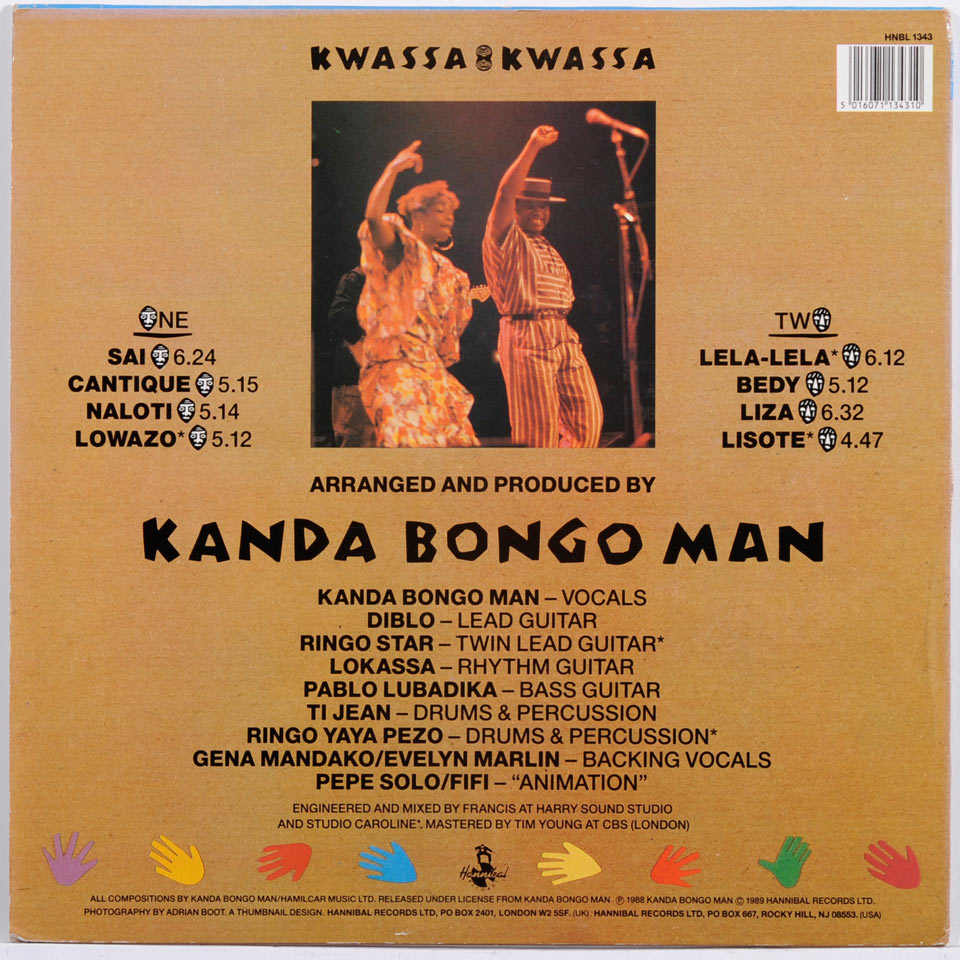 HNBL 1343
KWASSA KWASSA
5 016071 134310
ONE
SAI 6.24
CANTIQUE 5.15
NALOTI 5.14
LOWAZO* 5.12
TWO
LELA-LELA* 6.12
BEDY 5.12
LIZA 6.32
LISOTE* 4.47
ARRANGED AND PRODUCED BY
KANDA BONGO MAN
KANDA BONGO MAN – VOCALS
DIBLO – LEAD GUITAR
RINGO STAR – TWIN LEAD GUITAR*
LOKASSA – RHYTHM GUITAR
PABLO LUBADIKA – BASS GUITAR
TI JEAN – DRUMS & PERCUSSION
RINGO YAYA PEZO – DRUMS & PERCUSSION*
GENA MANDAKO/EVELYN MARLIN – BACKING VOCALS
PEPE SOLO/FIFI – “ANIMATION”
ENGINEERED AND MIXED BY FRANCIS AT HARRY SOUND STUDIO
AND STUDIO CAROLINE*. MASTERED BY TIM YOUNG AT CBS (LONDON)
Hannibal
ALL COMPOSITIONS BY KANDA BONGO MAN/HAMILCAR MUSIC LTD. RELEASED UNDER LICENSE FROM KANDA BONGO MAN. ℗ 1988 KANDA BONGO MAN © 1989 HANNIBAL RECORDS LTD.
PHOTOGRAPHY BY ADRIAN BOOT. A THUMBNAIL DESIGN. HANNIBAL RECORDS LTD, PO BOX 2401, LONDON W2 5SF. (UK). HANNIBAL RECORDS LTD, PO BOX 667, ROCKY HILL, NJ 08553. (USA)